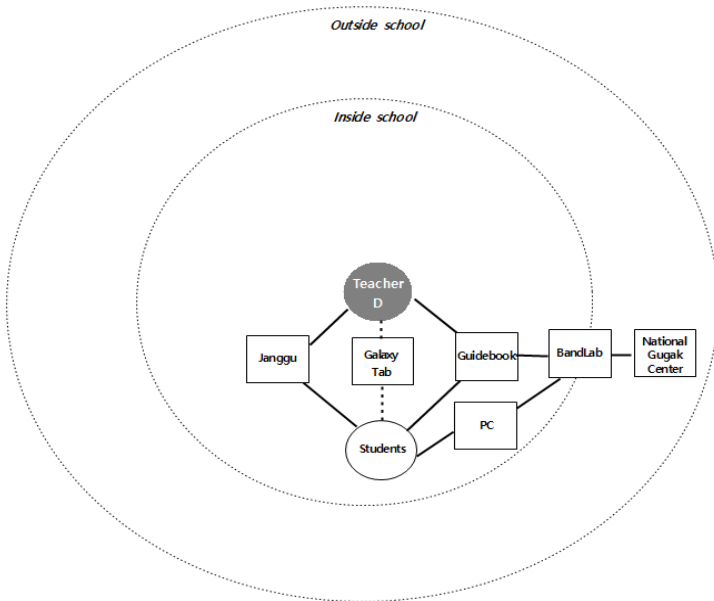 Outside school
Inside school
Teacher
D
Janggu
Galaxy
Tab
Guidebook
BandLab
National
Gugak
Center
Students
PC